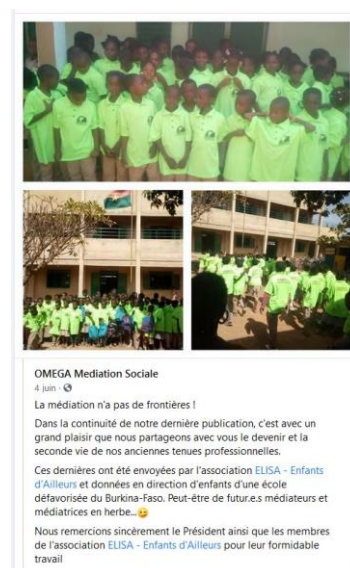 OMEGA Mediation Sociale
4 juin ·
La médiation n'a pas de frontières !
Dans la continuité de notre dernière publication, c'est avec un
grand plaisir que nous partageons avec vous le devenir et la
seconde vie de nos anciennes tenues professionnelles.
Ces dernières ont été envoyées par l'association ELISA - Enfants
d'Ailleurs et données en direction d'enfants d'une école
défavorisée du Burkina-Faso. Peut-être de futur.e.s médiateurs et
médiatrices en herbe...😉
Nous remercions sincèrement le Président ainsi que les membres
de l'association ELISA - Enfants d'Ailleurs pour leur formidable
travail